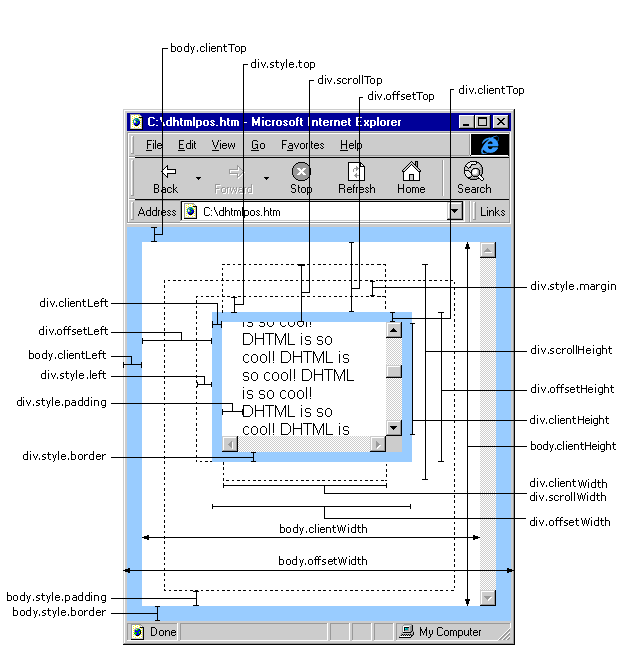 body.clientTop
div.style.top
div.scrollTop
div.clientTop
div.offsetTop
C:\dhtmlpos.htm - Microsoft Internet Explorer
File Edit View Go Favorites Help
Back Forward Stop Refresh Home Search
Address C:\dhtmlpos.htm Links
div.style.margin
div.clientLeft
is so cool!
div.offsetLeft
DHTML is so
body.clientLeft
cool! DHTML is
div.scrollHeight
div.style.left
so cool! DHTML
div.offsetHeight
is so cool!
div.style.padding
DHTML is so
div.clientHeight
cool! DHTML is
body.clientHeight
div.style.border
div.clientWidth
div.scrollWidth
div.offsetWidth
body.clientWidth
body.offsetWidth
body.style.padding
body.style.border
Done My Computer